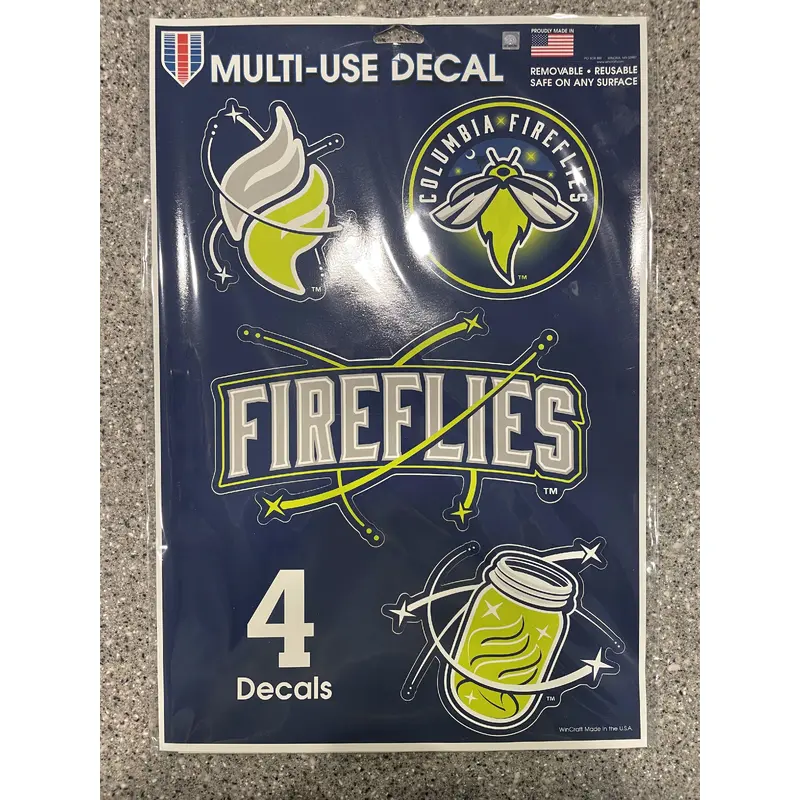 MULTI-USE DECAL
PROUDLY MADE IN
REMOVABLE • REUSABLE
SAFE ON ANY SURFACE
TM
COLUMBIA FIREFLIES
TM
FIREFLIES
TM
4
Decals
TM
WinCraft Made in the U.S.A.